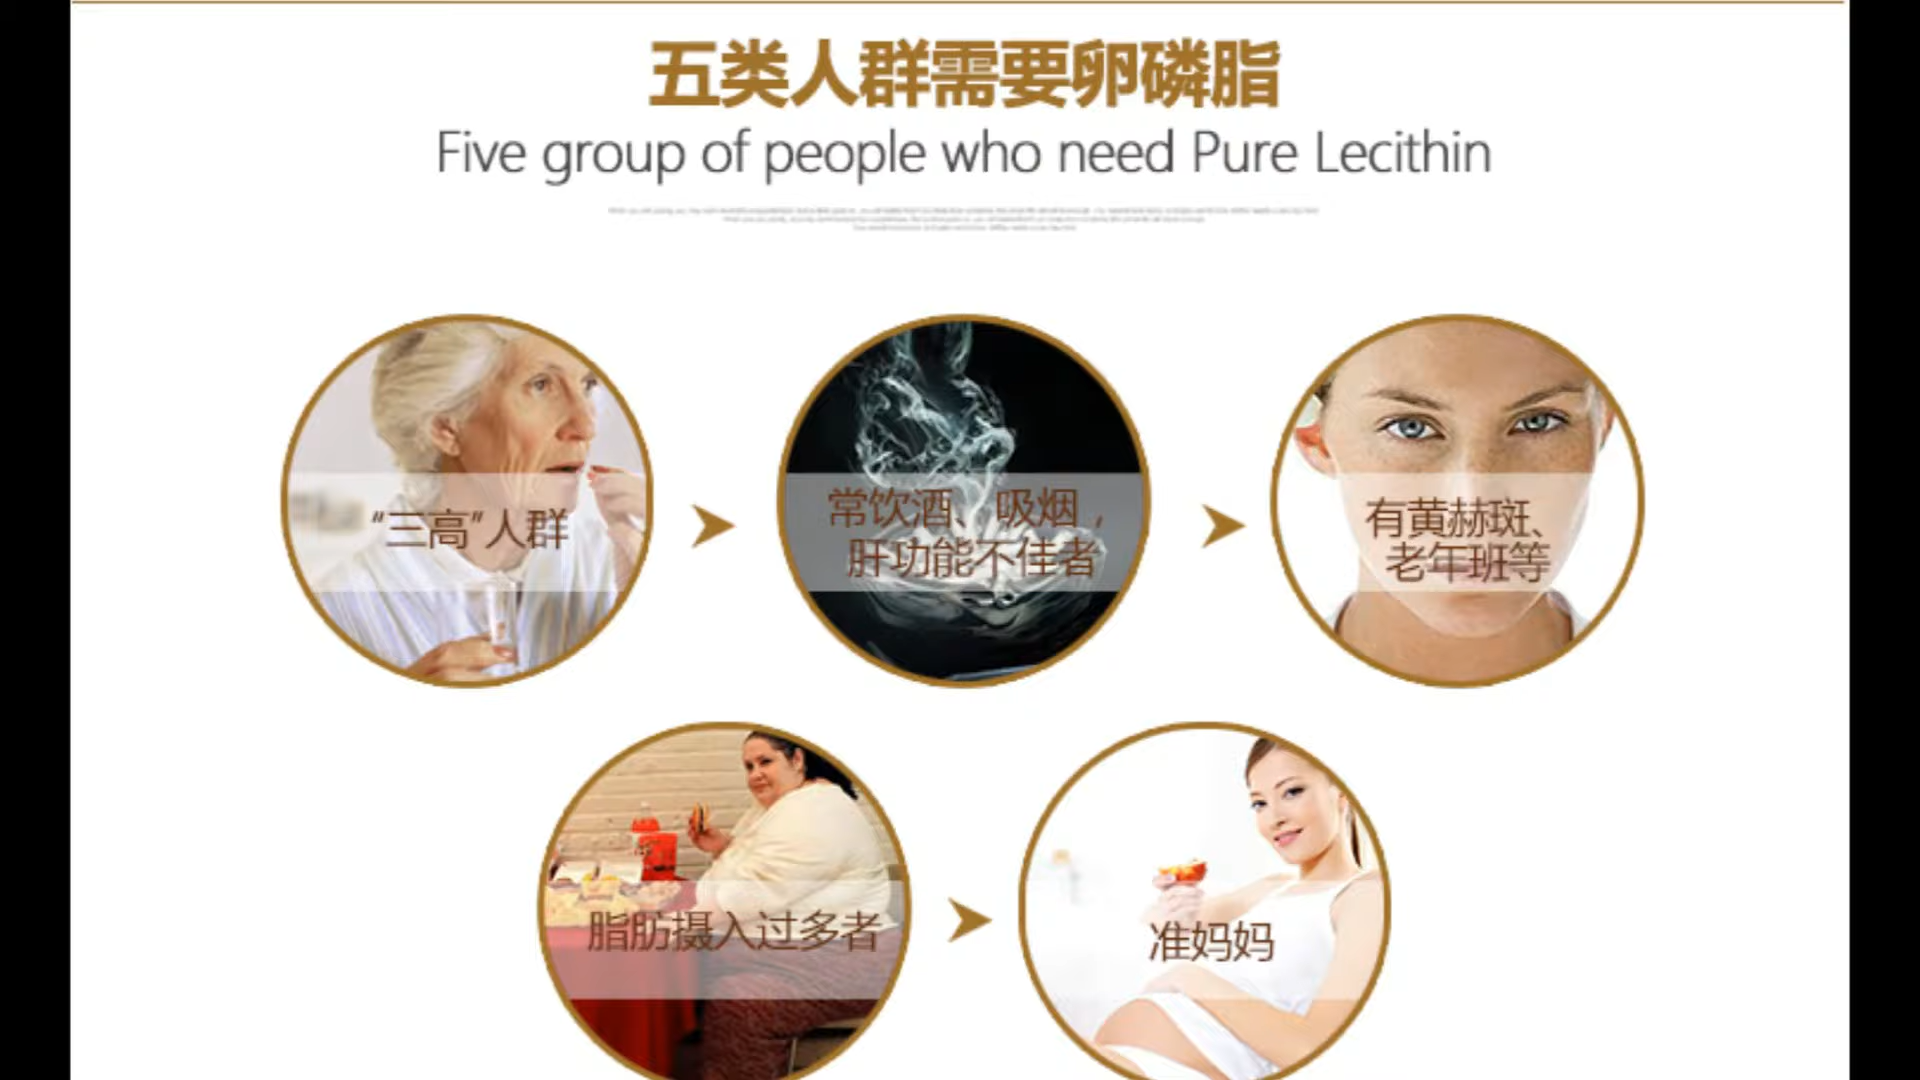 五类人群需要卵磷脂
Five group of people who need Pure Lecithin
“三高”人群
常饮酒、吸烟，
肝功能不佳者
有黄赫斑、
老年班等
脂肪摄入过多者
准妈妈